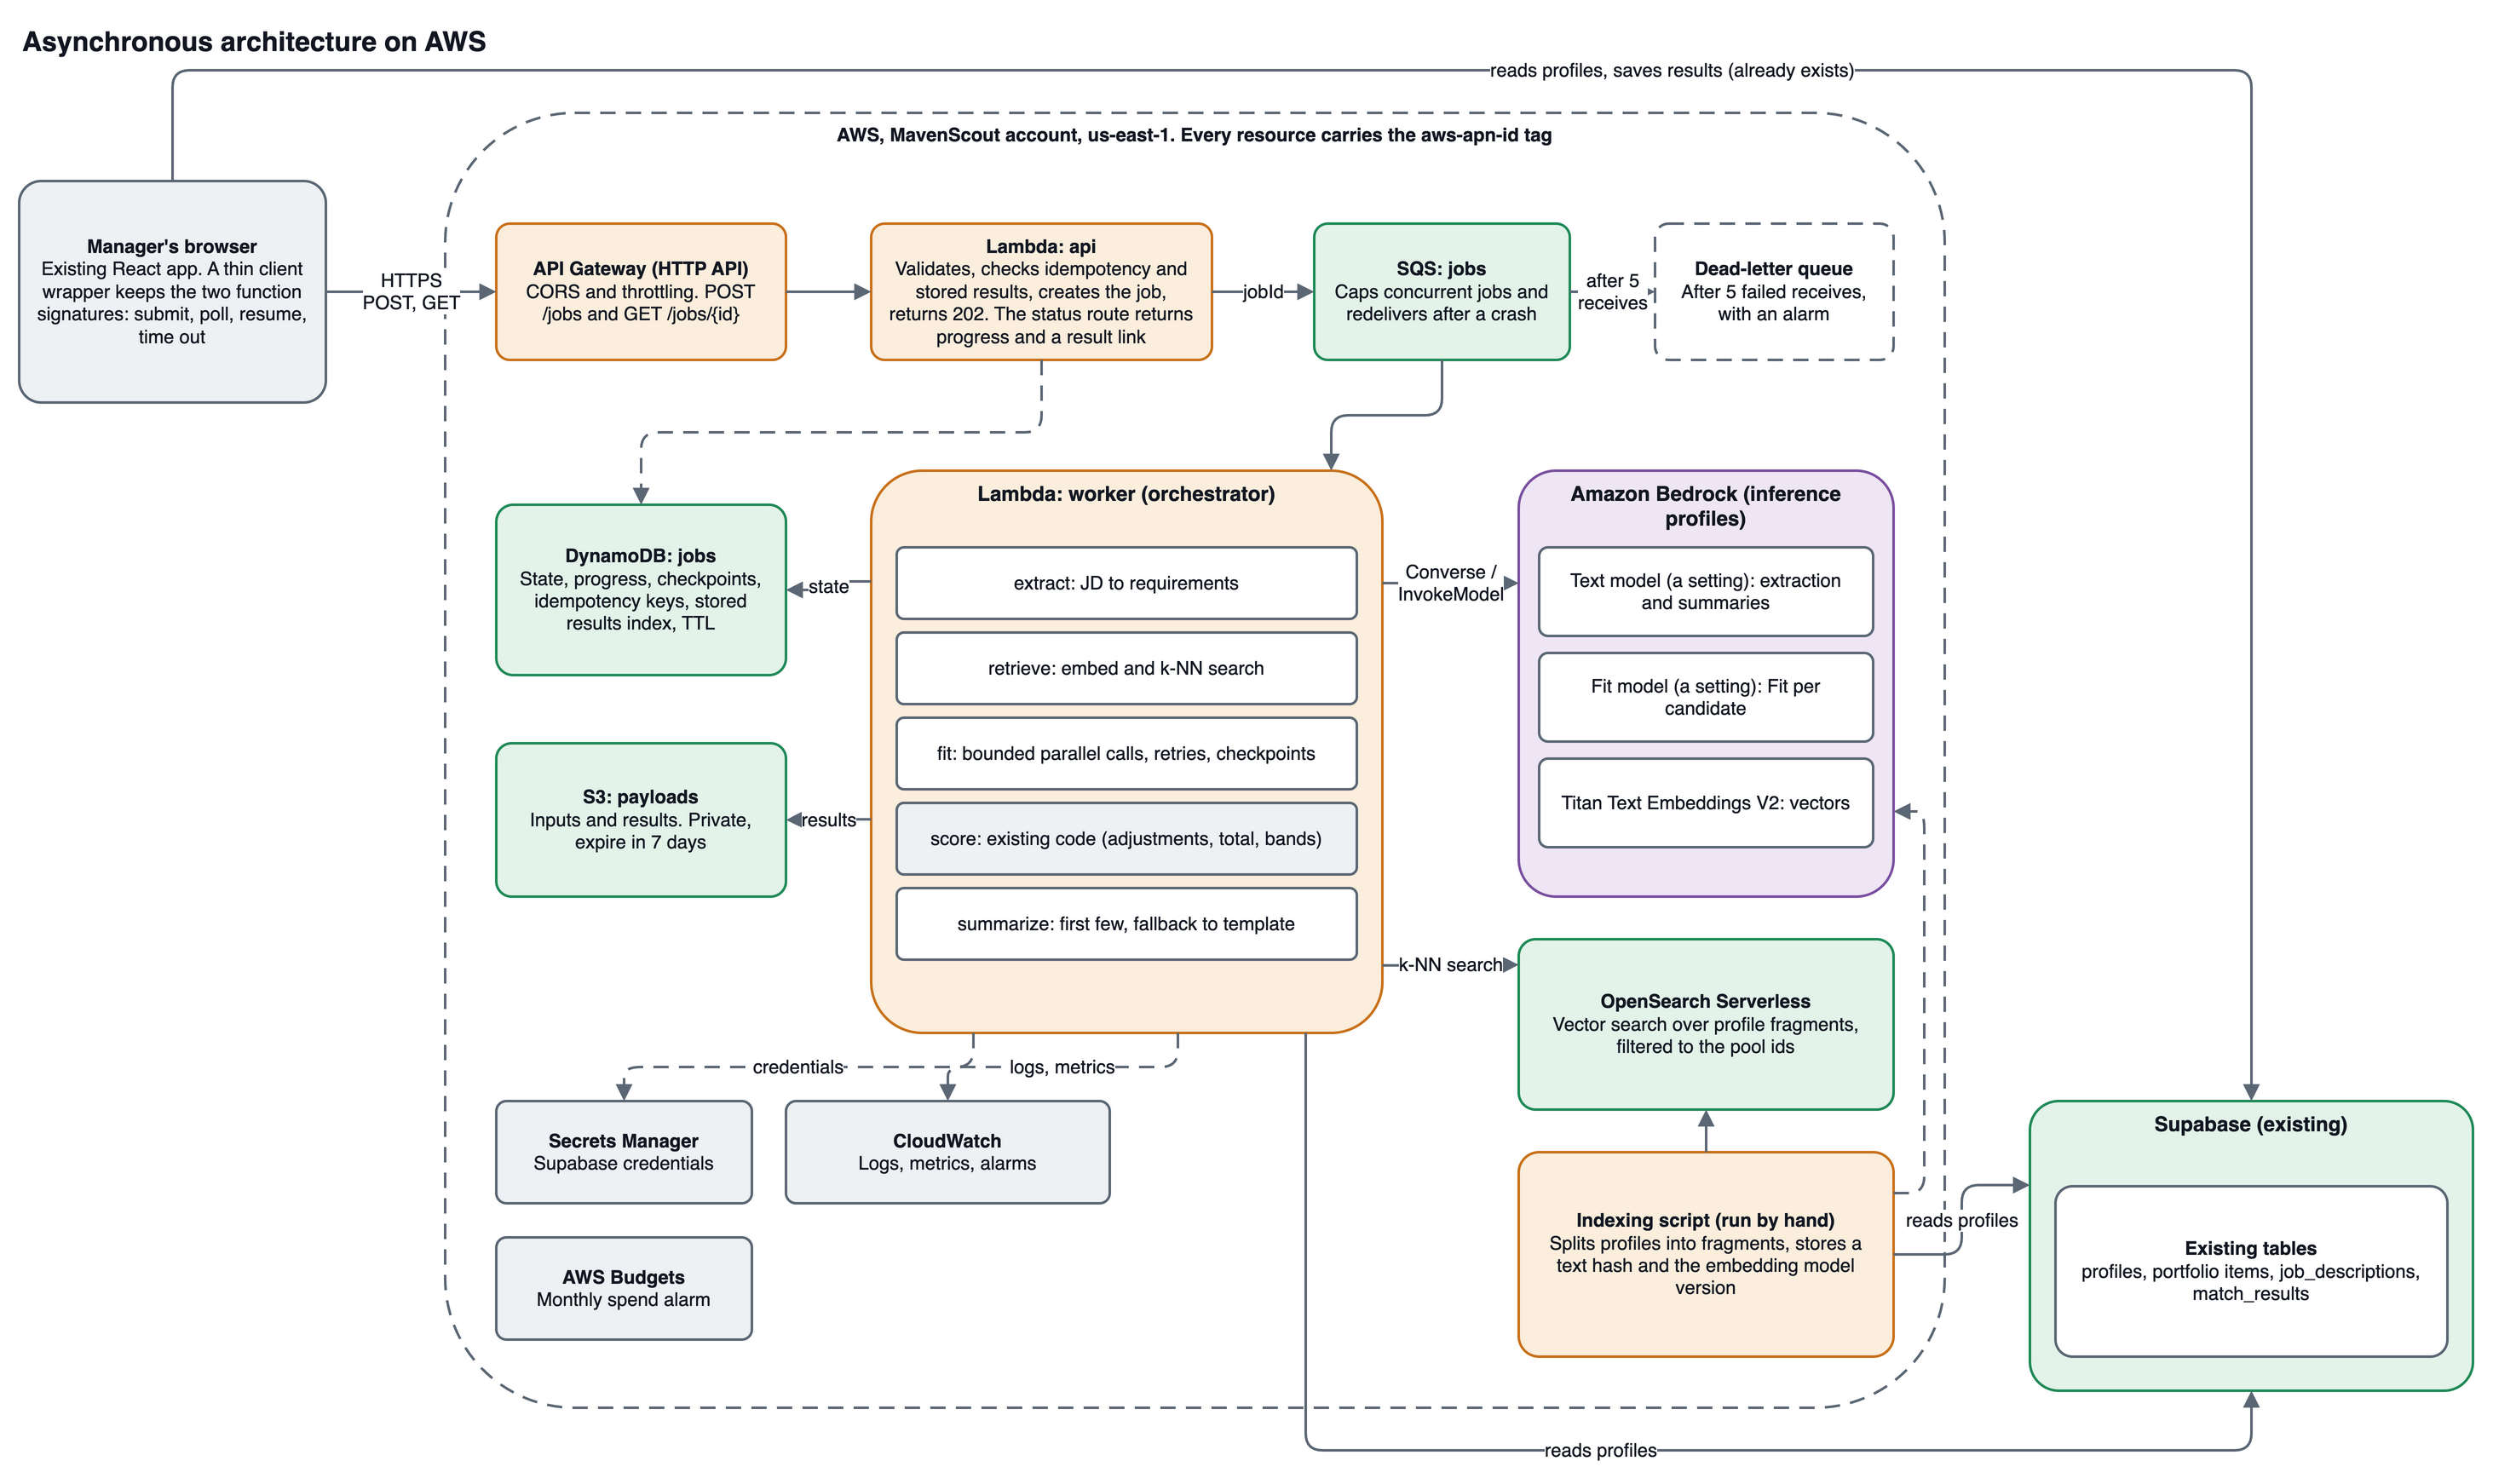 Asynchronous architecture on AWS
reads profiles, saves results (already exists)
AWS, MavenScout account, us-east-1. Every resource carries the aws-apn-id tag
Manager's browser
Existing React app. A thin client
wrapper keeps the two function
signatures: submit, poll, resume,
time out
HTTPS
POST, GET
API Gateway (HTTP API)
CORS and throttling. POST
/jobs and GET /jobs/{id}
Lambda: api
Validates, checks idempotency and
stored results, creates the job,
returns 202. The status route returns
progress and a result link
jobId
SQS: jobs
Caps concurrent jobs and
redelivers after a crash
after 5
receives
Dead-letter queue
After 5 failed receives,
with an alarm
DynamoDB: jobs
State, progress, checkpoints,
idempotency keys, stored
results index, TTL
state
S3: payloads
Inputs and results. Private,
expire in 7 days
results
Lambda: worker (orchestrator)
extract: JD to requirements
retrieve: embed and k-NN search
fit: bounded parallel calls, retries, checkpoints
score: existing code (adjustments, total, bands)
summarize: first few, fallback to template
Converse /
InvokeModel
Amazon Bedrock (inference
profiles)
Text model (a setting): extraction
and summaries
Fit model (a setting): Fit per
candidate
Titan Text Embeddings V2: vectors
k-NN search
OpenSearch Serverless
Vector search over profile fragments,
filtered to the pool ids
credentials
logs, metrics
Secrets Manager
Supabase credentials
CloudWatch
Logs, metrics, alarms
AWS Budgets
Monthly spend alarm
Indexing script (run by hand)
Splits profiles into fragments, stores a
text hash and the embedding model
version
reads profiles
Supabase (existing)
Existing tables
profiles, portfolio items, job_descriptions,
match_results
reads profiles